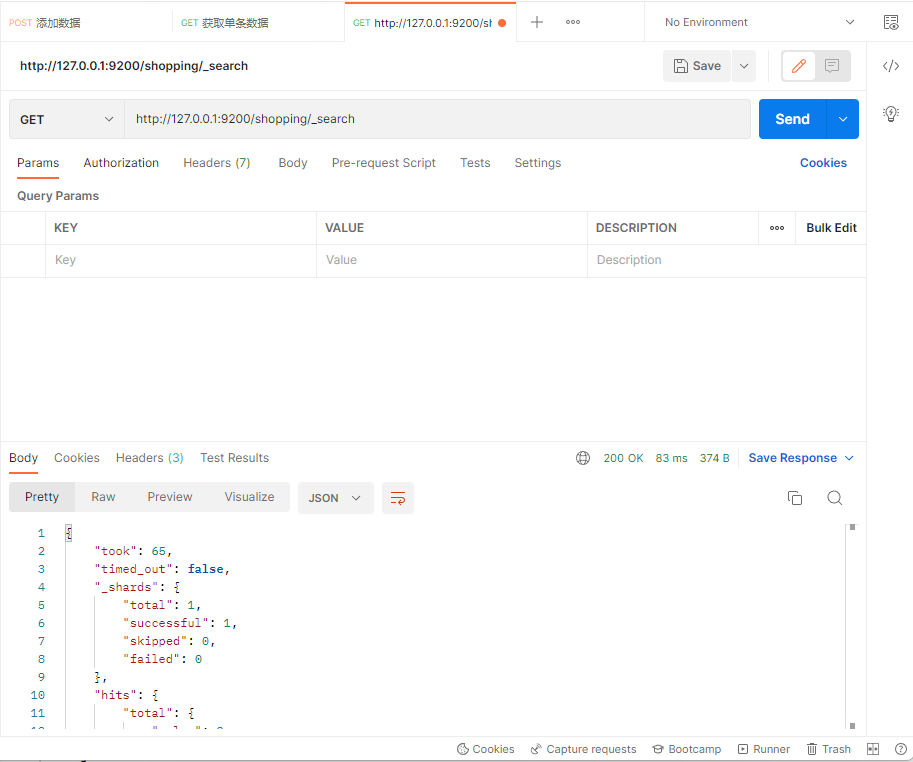 POST 添加数据 GET 获取单条数据 GET http://127.0.0.1:9200/sh No Environment
http://127.0.0.1:9200/shopping/_search Save
GET http://127.0.0.1:9200/shopping/_search Send
Params Authorization Headers (7) Body Pre-request Script Tests Settings Cookies
Query Params
KEY VALUE DESCRIPTION Bulk Edit
Key Value Description
Body Cookies Headers (3) Test Results 200 OK 83 ms 374 B Save Response
Pretty Raw Preview Visualize JSON
1 {
2 "took": 65,
3 "timed_out": false,
4 "_shards": {
5 "total": 1,
6 "successful": 1,
7 "skipped": 0,
8 "failed": 0
9 },
10 "hits": {
11 "total": {
Cookies Capture requests Bootcamp Runner Trash